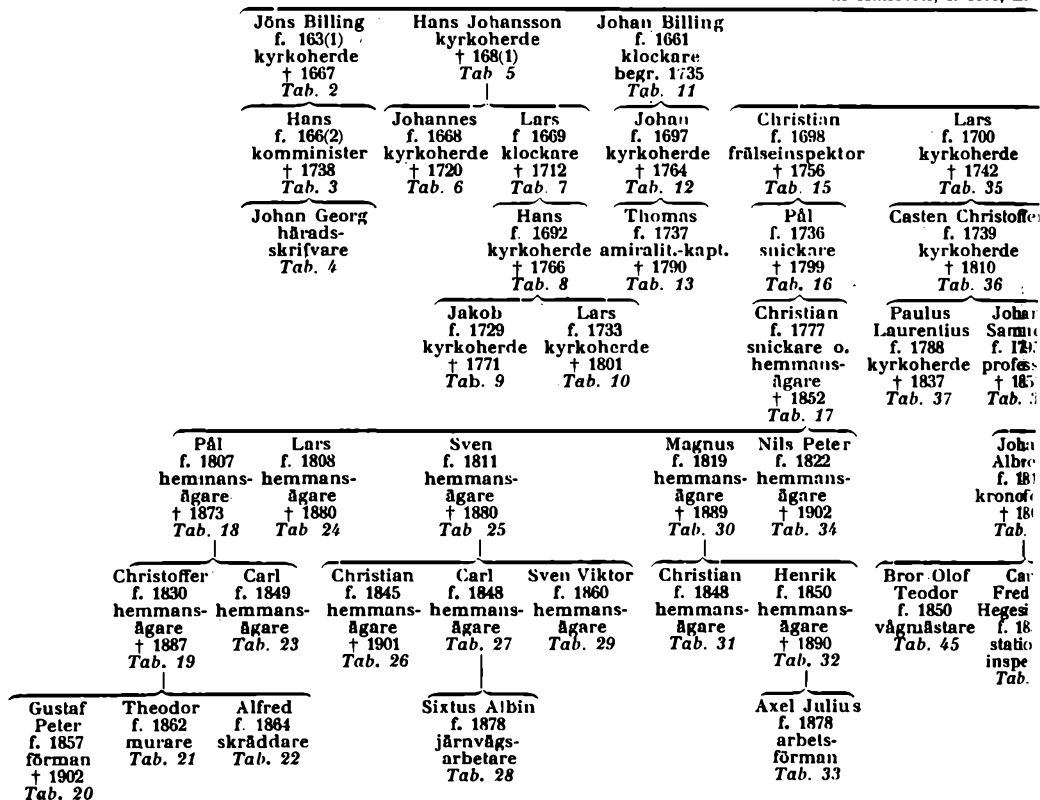 Jöns Billing
f. 163(1)
kyrkoherde
† 1667
Tab. 2
Hans Johansson
kyrkoherde
† 168(1)
Tab 5
Johan Billing
f. 1661
klockare
begr. 1735
Tab. 11
Hans
f. 166(2)
komminister
† 1738
Tab. 3
Johannes
f. 1668
kyrkoherde
† 1720
Tab. 6
Lars
f. 1669
klockare
† 1712
Tab. 7
Johan
f. 1697
kyrkoherde
† 1764
Tab. 12
Christian
f. 1698
frälseinspektor
† 1756
Tab. 15
Lars
f. 1700
kyrkoherde
† 1742
Tab. 35
Johan Georg
härads-
skrifvare
Tab. 4
Hans
f. 1692
kyrkoherde
† 1766
Tab. 8
Thomas
f. 1737
amiralit.-kapt.
† 1790
Tab. 13
Pål
f. 1736
snickare
† 1799
Tab. 16
Casten Christoffer
f. 1739
kyrkoherde
† 1810
Tab. 36
Jakob
f. 1729
kyrkoherde
† 1771
Tab. 9
Lars
f. 1733
kyrkoherde
† 1801
Tab. 10
Christian
f. 1777
snickare o.
hemmans-
ägare
† 1852
Tab. 17
Paulus
Laurentius
f. 1788
kyrkoherde
† 1837
Tab. 37
f.
Tab.
Pål
f. 1807
hemmans-
ägare
† 1873
Tab. 18
Lars
f. 1808
hemmans-
ägare
† 1880
Tab 24
Sven
f. 1811
hemmans-
ägare
† 1880
Tab 25
Magnus
f. 1819
hemmans-
ägare
† 1889
Tab. 30
Nils Peter
f. 1822
hemmans-
ägare
† 1902
Tab. 34
f.
Tab.
Christoffer
f. 1830
hemmans-
ägare
† 1887
Tab. 19
Carl
f. 1849
hemmans-
ägare
Tab. 23
Christian
f. 1845
hemmans-
ägare
† 1901
Tab. 26
Carl
f. 1848
hemmans-
ägare
Tab. 27
Sven Viktor
f. 1860
hemmans-
ägare
Tab. 29
Christian
f. 1848
hemmans-
ägare
Tab. 31
Henrik
f. 1850
hemmans-
ägare
† 1890
Tab. 32
Bror Olof
Teodor
f. 1850
vågmästare
Tab. 45
Fred
Hegesi
f. 18
statio
inspe
Tab.
Gustaf
Peter
f. 1857
förman
† 1902
Tab. 20
Theodor
f. 1862
murare
Tab. 21
Alfred
f. 1864
skräddare
Tab. 22
Sixtus Albin
f. 1878
järnvägs-
arbetare
Tab. 28
Axel Julius
f. 1878
arbets-
förman
Tab. 33